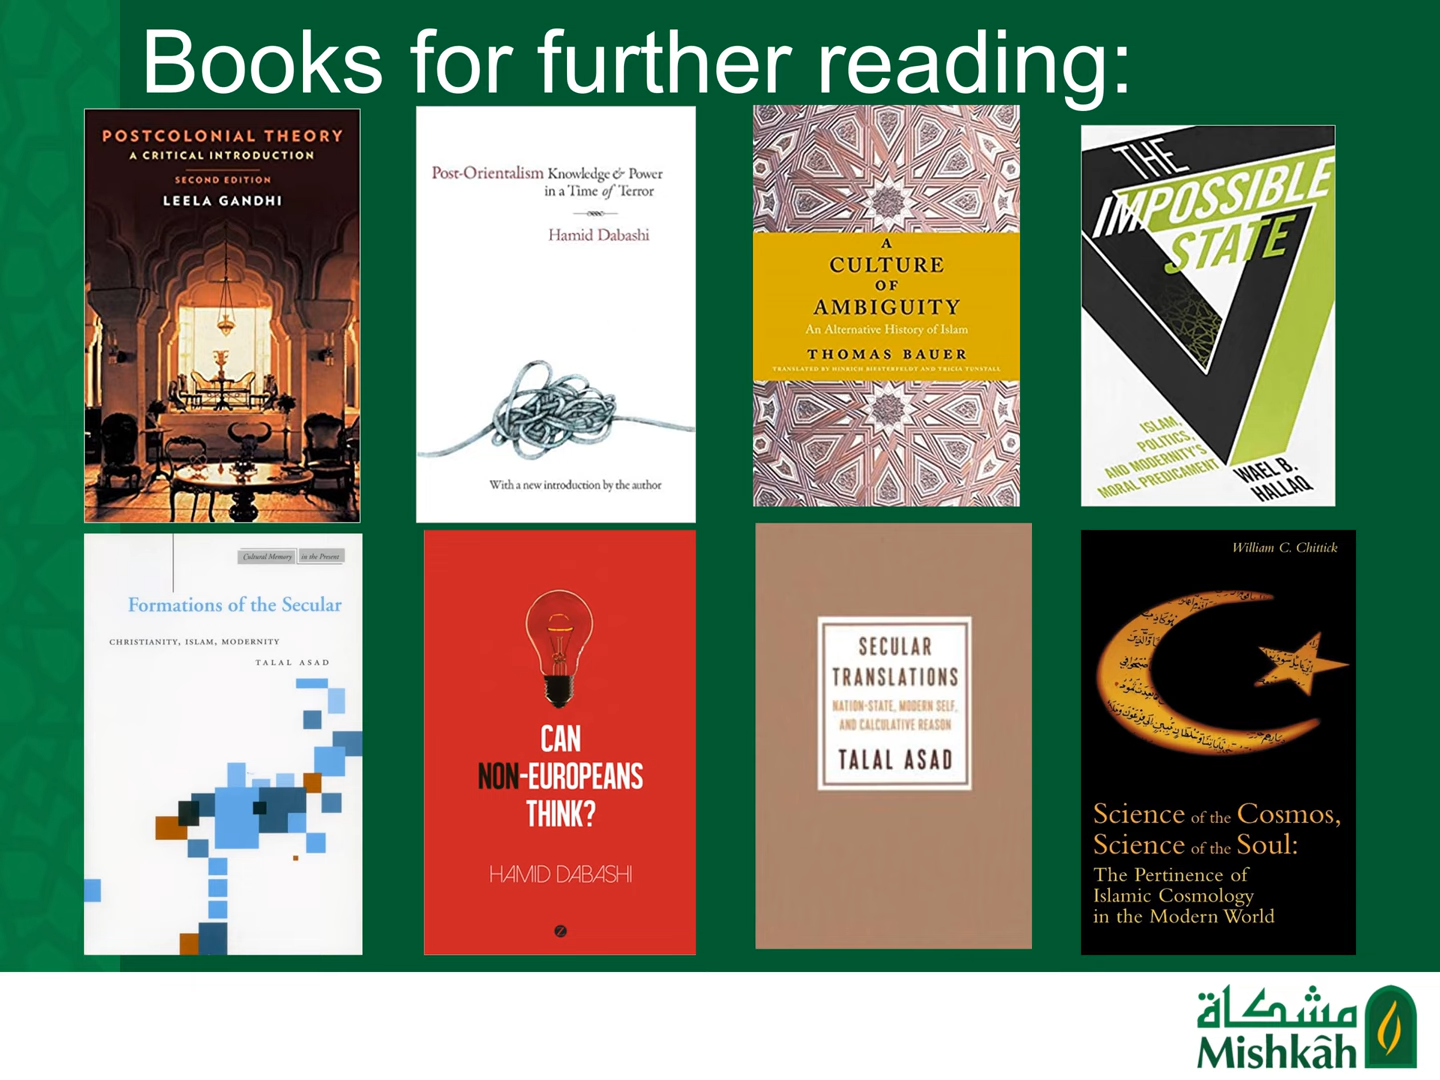 Books for further reading:
POSTCOLONIAL THEORY
A CRITICAL INTRODUCTION
SECOND EDITION
LEELA GANDHI
Post-Orientalism Knowledge & Power
in a Time of Terror
Hamid Dabashi
With a new introduction by the author
A
CULTURE
OF
AMBIGUITY
An Alternative History of Islam
THOMAS BAUER
TRANSLATED BY HINRICH BIESTERFELDT AND TRICIA TUNSTALL
THE
IMPOSSIBLE
STATE
ISLAM,
POLITICS,
AND MODERNITY'S
MORAL PREDICAMENT
WAEL B.
HALLAQ
Cultural Memory in the Present
Formations of the Secular
CHRISTIANITY, ISLAM, MODERNITY
TALAL ASAD
CAN
NON-EUROPEANS
THINK?
HAMID DABASHI
Z
SECULAR
TRANSLATIONS
NATION-STATE, MODERN SELF,
AND CALCULATIVE REASON
TALAL ASAD
William C. Chittick
Science of the Cosmos,
Science of the Soul:
The Pertinence of
Islamic Cosmology
in the Modern World
مشكاة
Mishkâh